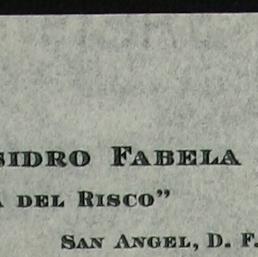 SIDRO FABELA
A DEL RISCO”
SAN ANGEL, D. F.